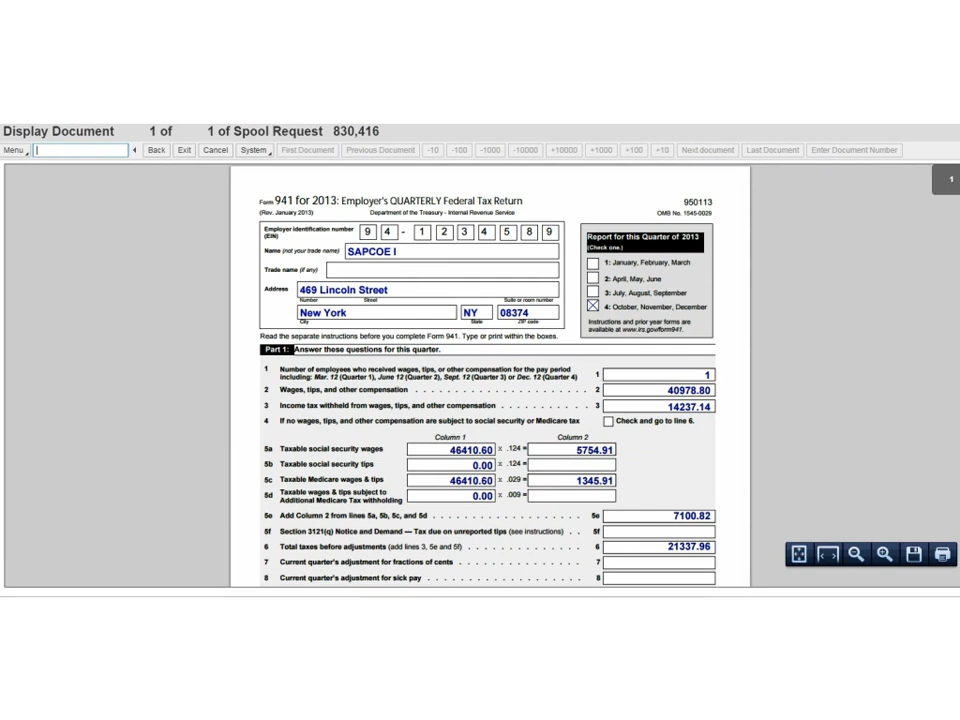 Display Document 1 of 1 of Spool Request 830,416
Menu Back Exit Cancel System First Document Previous Document -10 -100 -1000 -10000 +10000 +1000 +100 +10 Next document Last Document Enter Document Number
1
Form 941 for 2013: Employer's QUARTERLY Federal Tax Return 950113
(Rev. January 2013) Department of the Treasury - Internal Revenue Service OMB No. 1545-0029
Employer identification number (EIN) 9 4 - 1 2 3 4 5 8 9
Name (not your trade name) SAPCOE I
Trade name (if any)
Address 469 Lincoln Street
Number Street Suite or room number
New York NY 08374
City State ZIP code
Report for this Quarter of 2013
(Check one.)
1: January, February, March
2: April, May, June
3: July, August, September
4: October, November, December
Instructions and prior year forms are
available at www.irs.gov/form941.
Read the separate instructions before you complete Form 941. Type or print within the boxes.
Part 1: Answer these questions for this quarter.
1 Number of employees who received wages, tips, or other compensation for the pay period
including: Mar. 12 (Quarter 1), June 12 (Quarter 2), Sept. 12 (Quarter 3) or Dec. 12 (Quarter 4) 1 1
2 Wages, tips, and other compensation . . . . . . . . . . . . . . . . . . . . . . 2 40978.80
3 Income tax withheld from wages, tips, and other compensation . . . . . . . . . . . 3 14237.14
4 If no wages, tips, and other compensation are subject to social security or Medicare tax Check and go to line 6.
Column 1 Column 2
5a Taxable social security wages 46410.60 x .124 = 5754.91
5b Taxable social security tips 0.00 x .124 =
5c Taxable Medicare wages & tips 46410.60 x .029 = 1345.91
5d Taxable wages & tips subject to
Additional Medicare Tax withholding 0.00 x .009 =
5e Add Column 2 from lines 5a, 5b, 5c, and 5d . . . . . . . . . . . . . . . . . . 5e 7100.82
5f Section 3121(q) Notice and Demand — Tax due on unreported tips (see instructions) . . 5f
6 Total taxes before adjustments (add lines 3, 5e and 5f) . . . . . . . . . . . . . . 6 21337.96
7 Current quarter's adjustment for fractions of cents . . . . . . . . . . . . . . . 7
8 Current quarter's adjustment for sick pay . . . . . . . . . . . . . . . . . . . 8